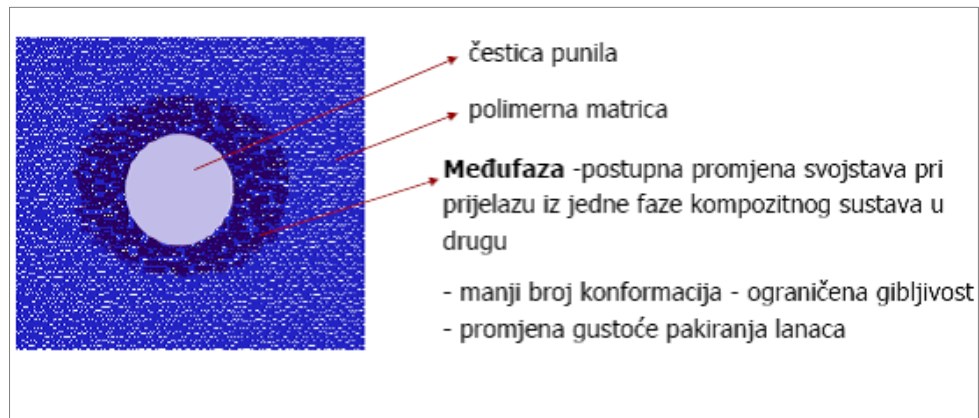 čestica punila
polimerna matrica
Međufaza -postupna promjena svojstava pri
prijelazu iz jedne faze kompozitnog sustava u
drugu
- manji broj konformacija - ograničena gibljivost
- promjena gustoće pakiranja lanaca